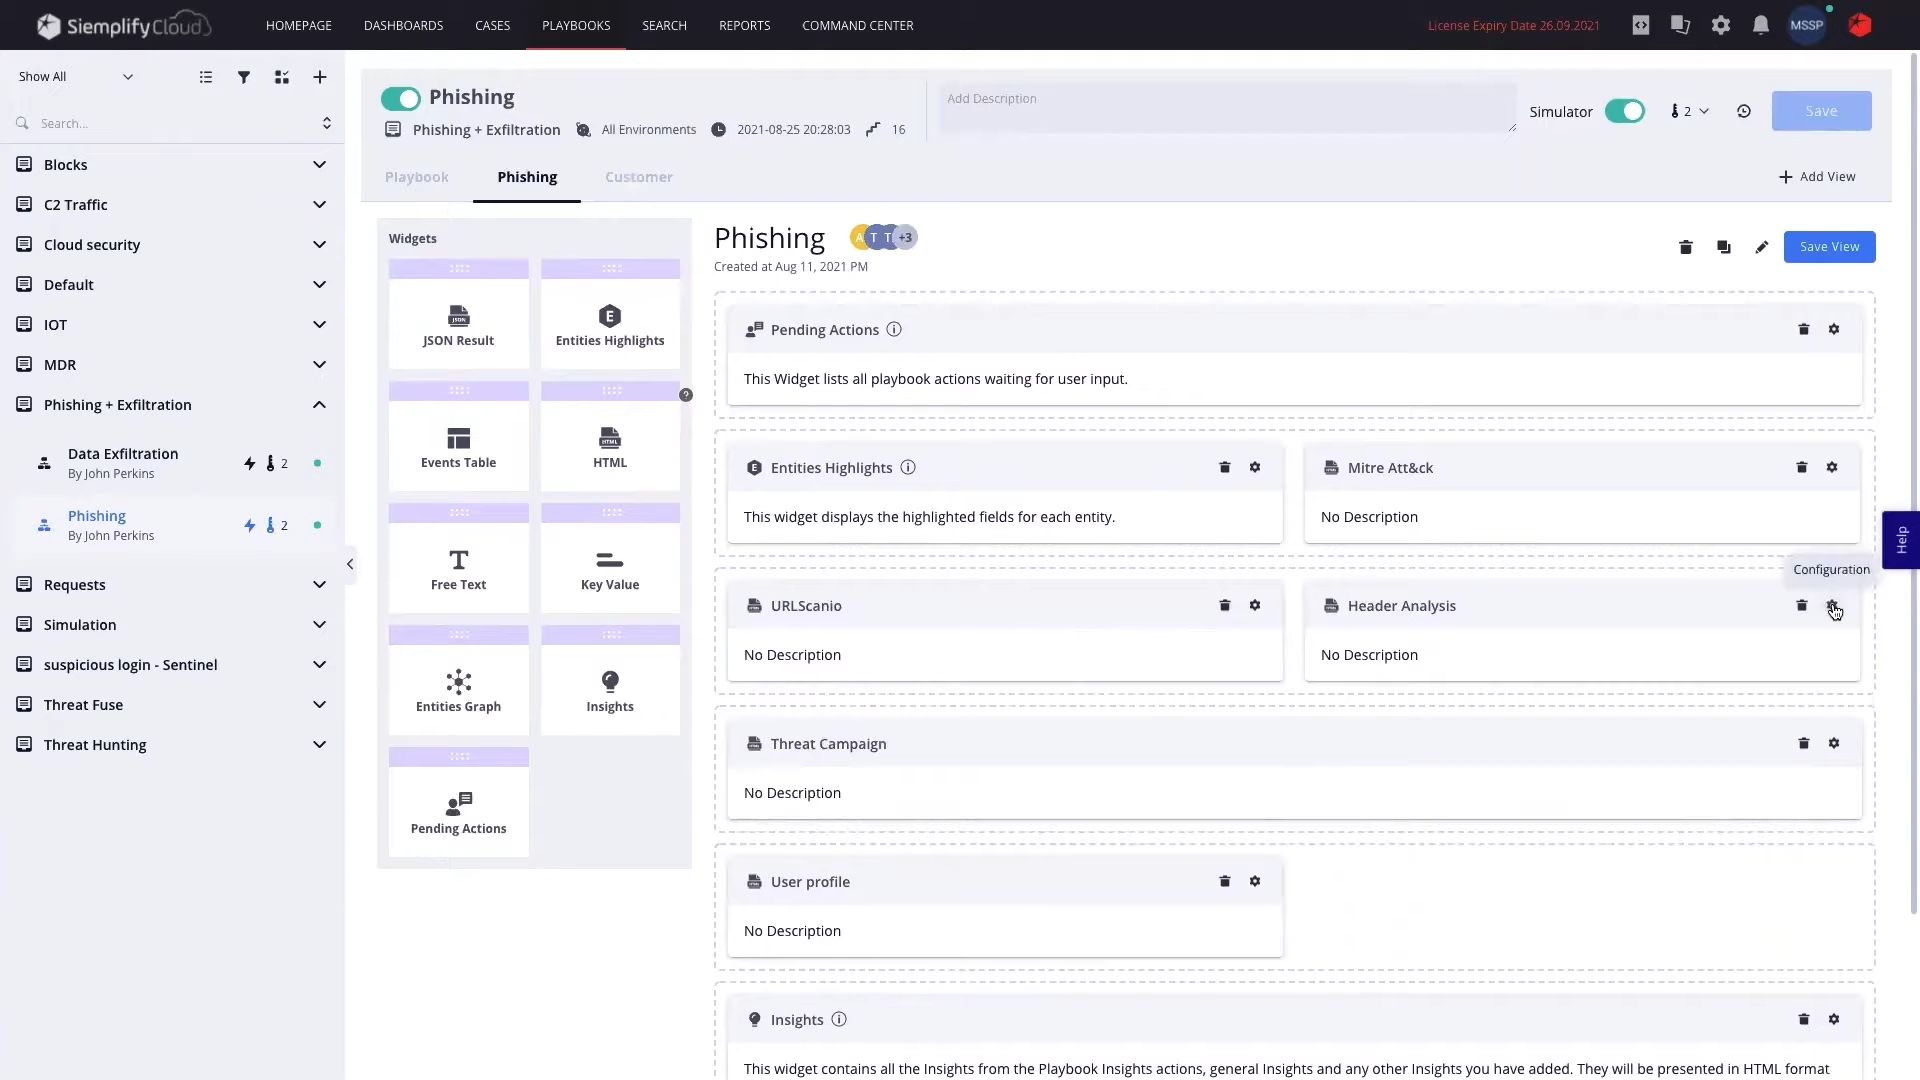 SiemplifyCloud
HOMEPAGE
DASHBOARDS
CASES
PLAYBOOKS
SEARCH
REPORTS
COMMAND CENTER
License Expiry Date 26.09.2021
MSSP
Show All
Search...
Blocks
C2 Traffic
Cloud security
Default
IOT
MDR
Phishing + Exfiltration
Data Exfiltration
By John Perkins
2
Phishing
By John Perkins
2
Requests
Simulation
suspicious login - Sentinel
Threat Fuse
Threat Hunting
Phishing
Phishing + Exfiltration
All Environments
2021-08-25 20:28:03
16
Add Description
Simulator
2
Save
Playbook
Phishing
Customer
Add View
Widgets
JSON
JSON Result
E
Entities Highlights
Events Table
?
HTML
HTML
T
Free Text
Key Value
Entities Graph
Insights
Pending Actions
Phishing
A T T +3
Created at Aug 11, 2021 PM
Save View
Pending Actions
This Widget lists all playbook actions waiting for user input.
E
Entities Highlights
This widget displays the highlighted fields for each entity.
Mitre Att&ck
No Description
Configuration
URLScanio
No Description
Header Analysis
No Description
Threat Campaign
No Description
User profile
No Description
Insights
This widget contains all the Insights from the Playbook Insights actions, general Insights and any other Insights you have added. They will be presented in HTML format
Help